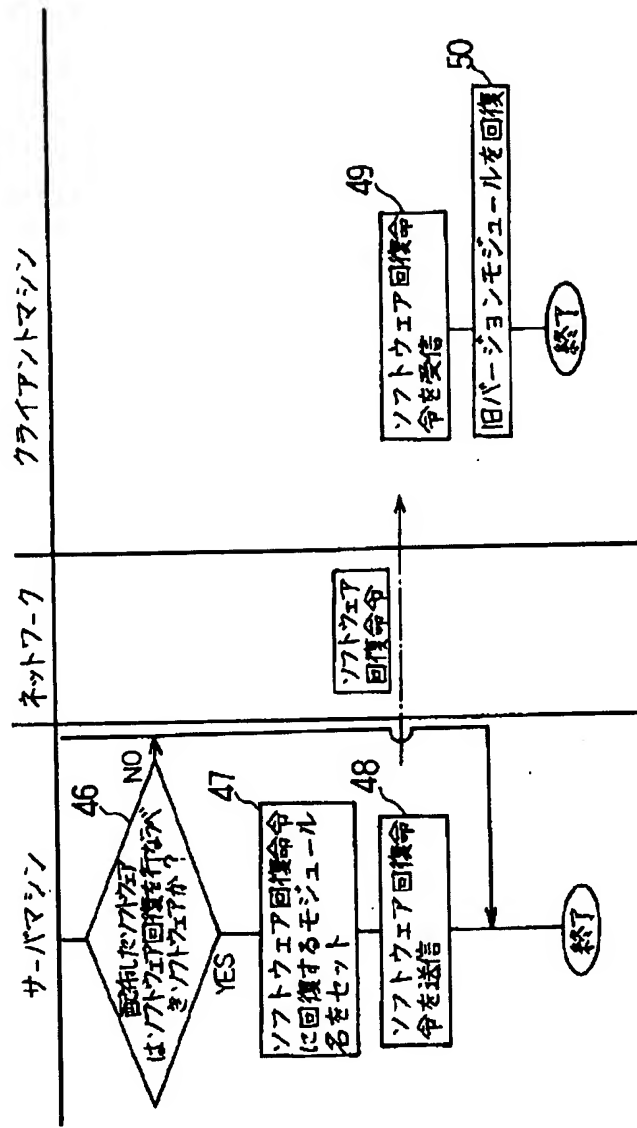 サーバマシン
ネットワーク
クライアントマシン
46
配布したソフトウェア
はソフトウェア回復を行なうべ
きソフトウェアか?
NO
YES
47
ソフトウェア回復命令
に回復するモジュール
名をセット
48
ソフトウェア回復命
令を送信
終了
ソフトウェア
回復命令
49
ソフトウェア回復命
令を受信
50
旧バージョンモジュールを回復
終了